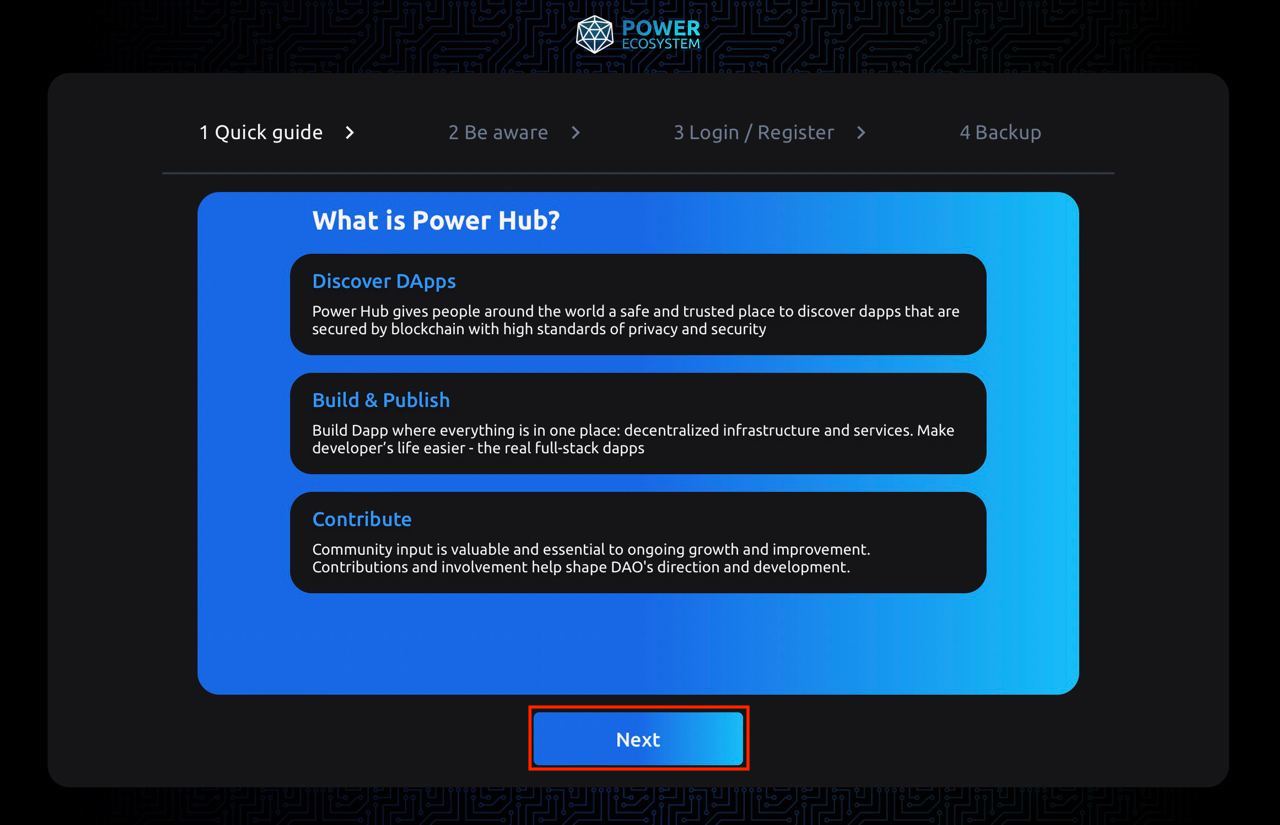 POWER
ECOSYSTEM
1 Quick guide
2 Be aware
3 Login / Register
4 Backup
What is Power Hub?
Discover DApps
Power Hub gives people around the world a safe and trusted place to discover dapps that are
secured by blockchain with high standards of privacy and security
Build & Publish
Build Dapp where everything is in one place: decentralized infrastructure and services. Make
developer’s life easier - the real full-stack dapps
Contribute
Community input is valuable and essential to ongoing growth and improvement.
Contributions and involvement help shape DAO's direction and development.
Next